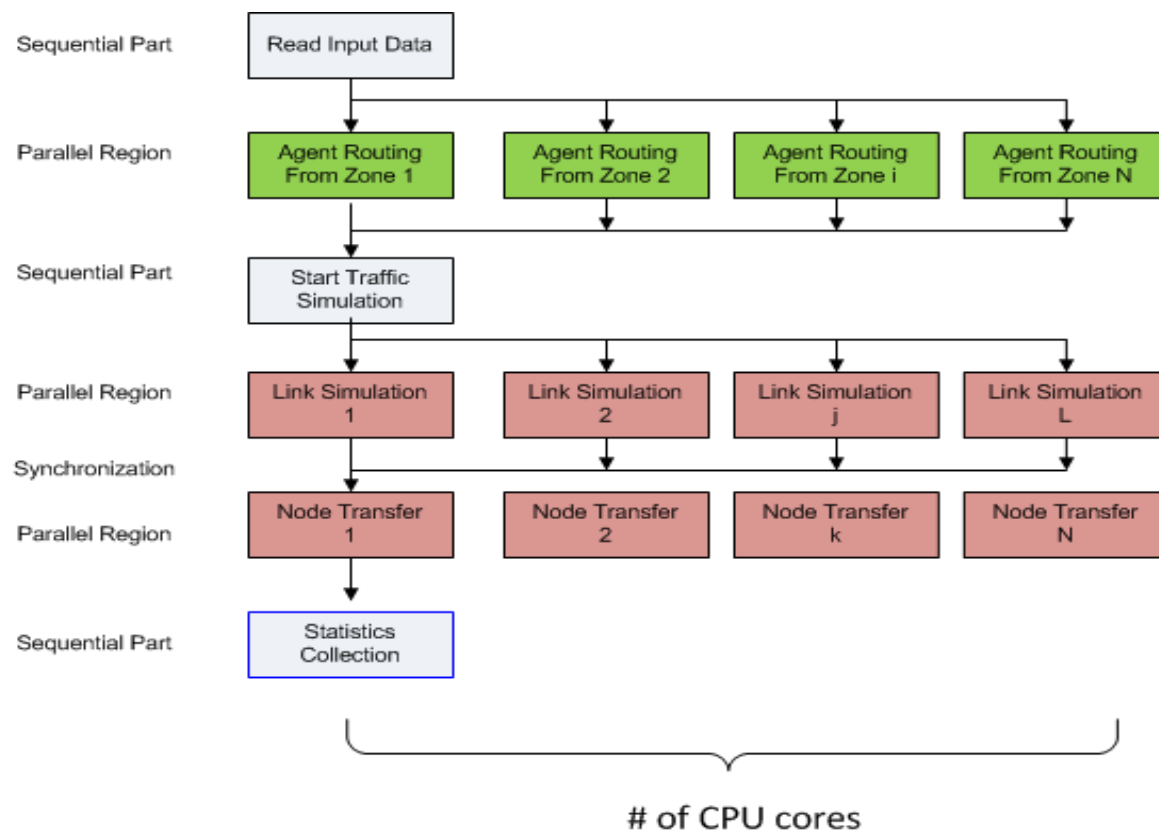 Sequential Part
Read Input Data
Parallel Region
Agent Routing
From Zone 1
Agent Routing
From Zone 2
Agent Routing
From Zone i
Agent Routing
From Zone N
Sequential Part
Start Traffic
Simulation
Parallel Region
Link Simulation
1
Link Simulation
2
Link Simulation
j
Link Simulation
L
Synchronization
Parallel Region
Node Transfer
1
Node Transfer
2
Node Transfer
k
Node Transfer
N
Sequential Part
Statistics
Collection
# of CPU cores